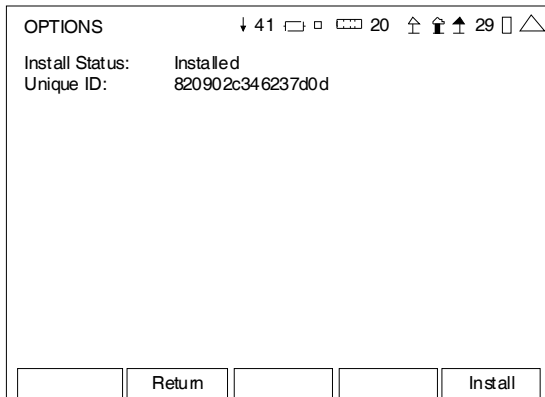 OPTIONS 41 20 29
Install Status: Installed
Unique ID: 820902c346237d0d
Return Install